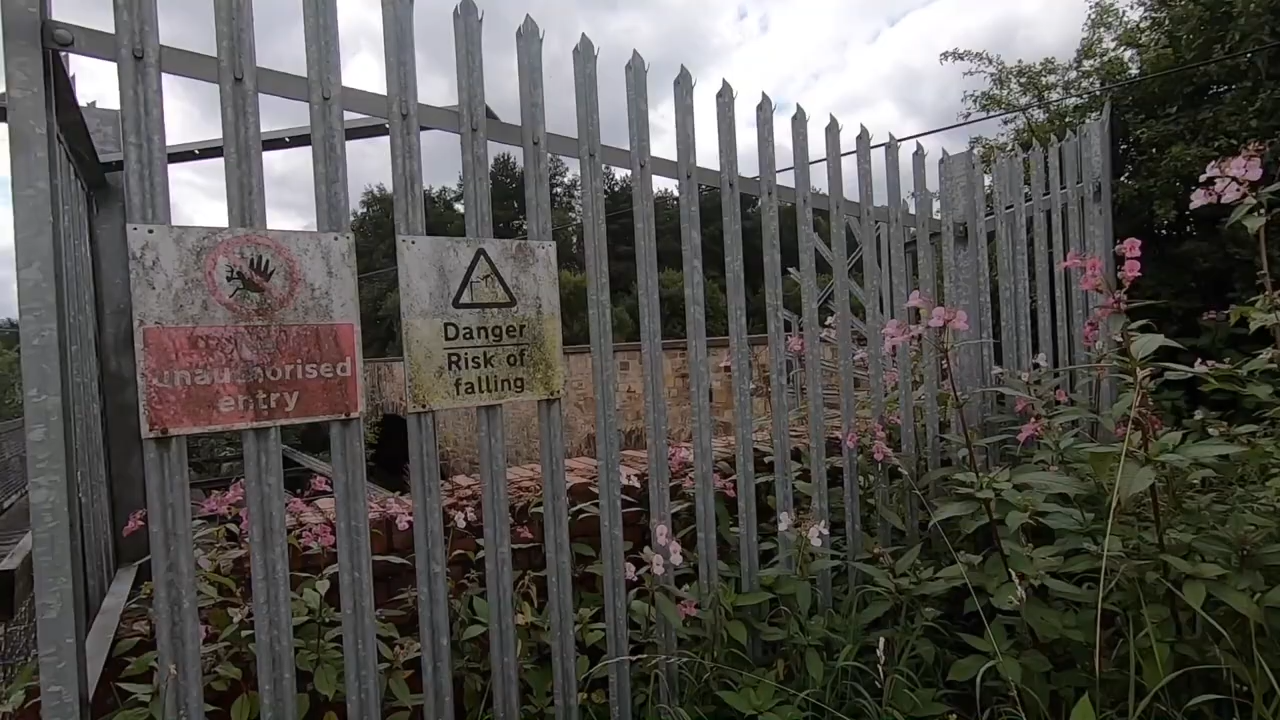 unauthorised
entry
Danger
Risk of
falling